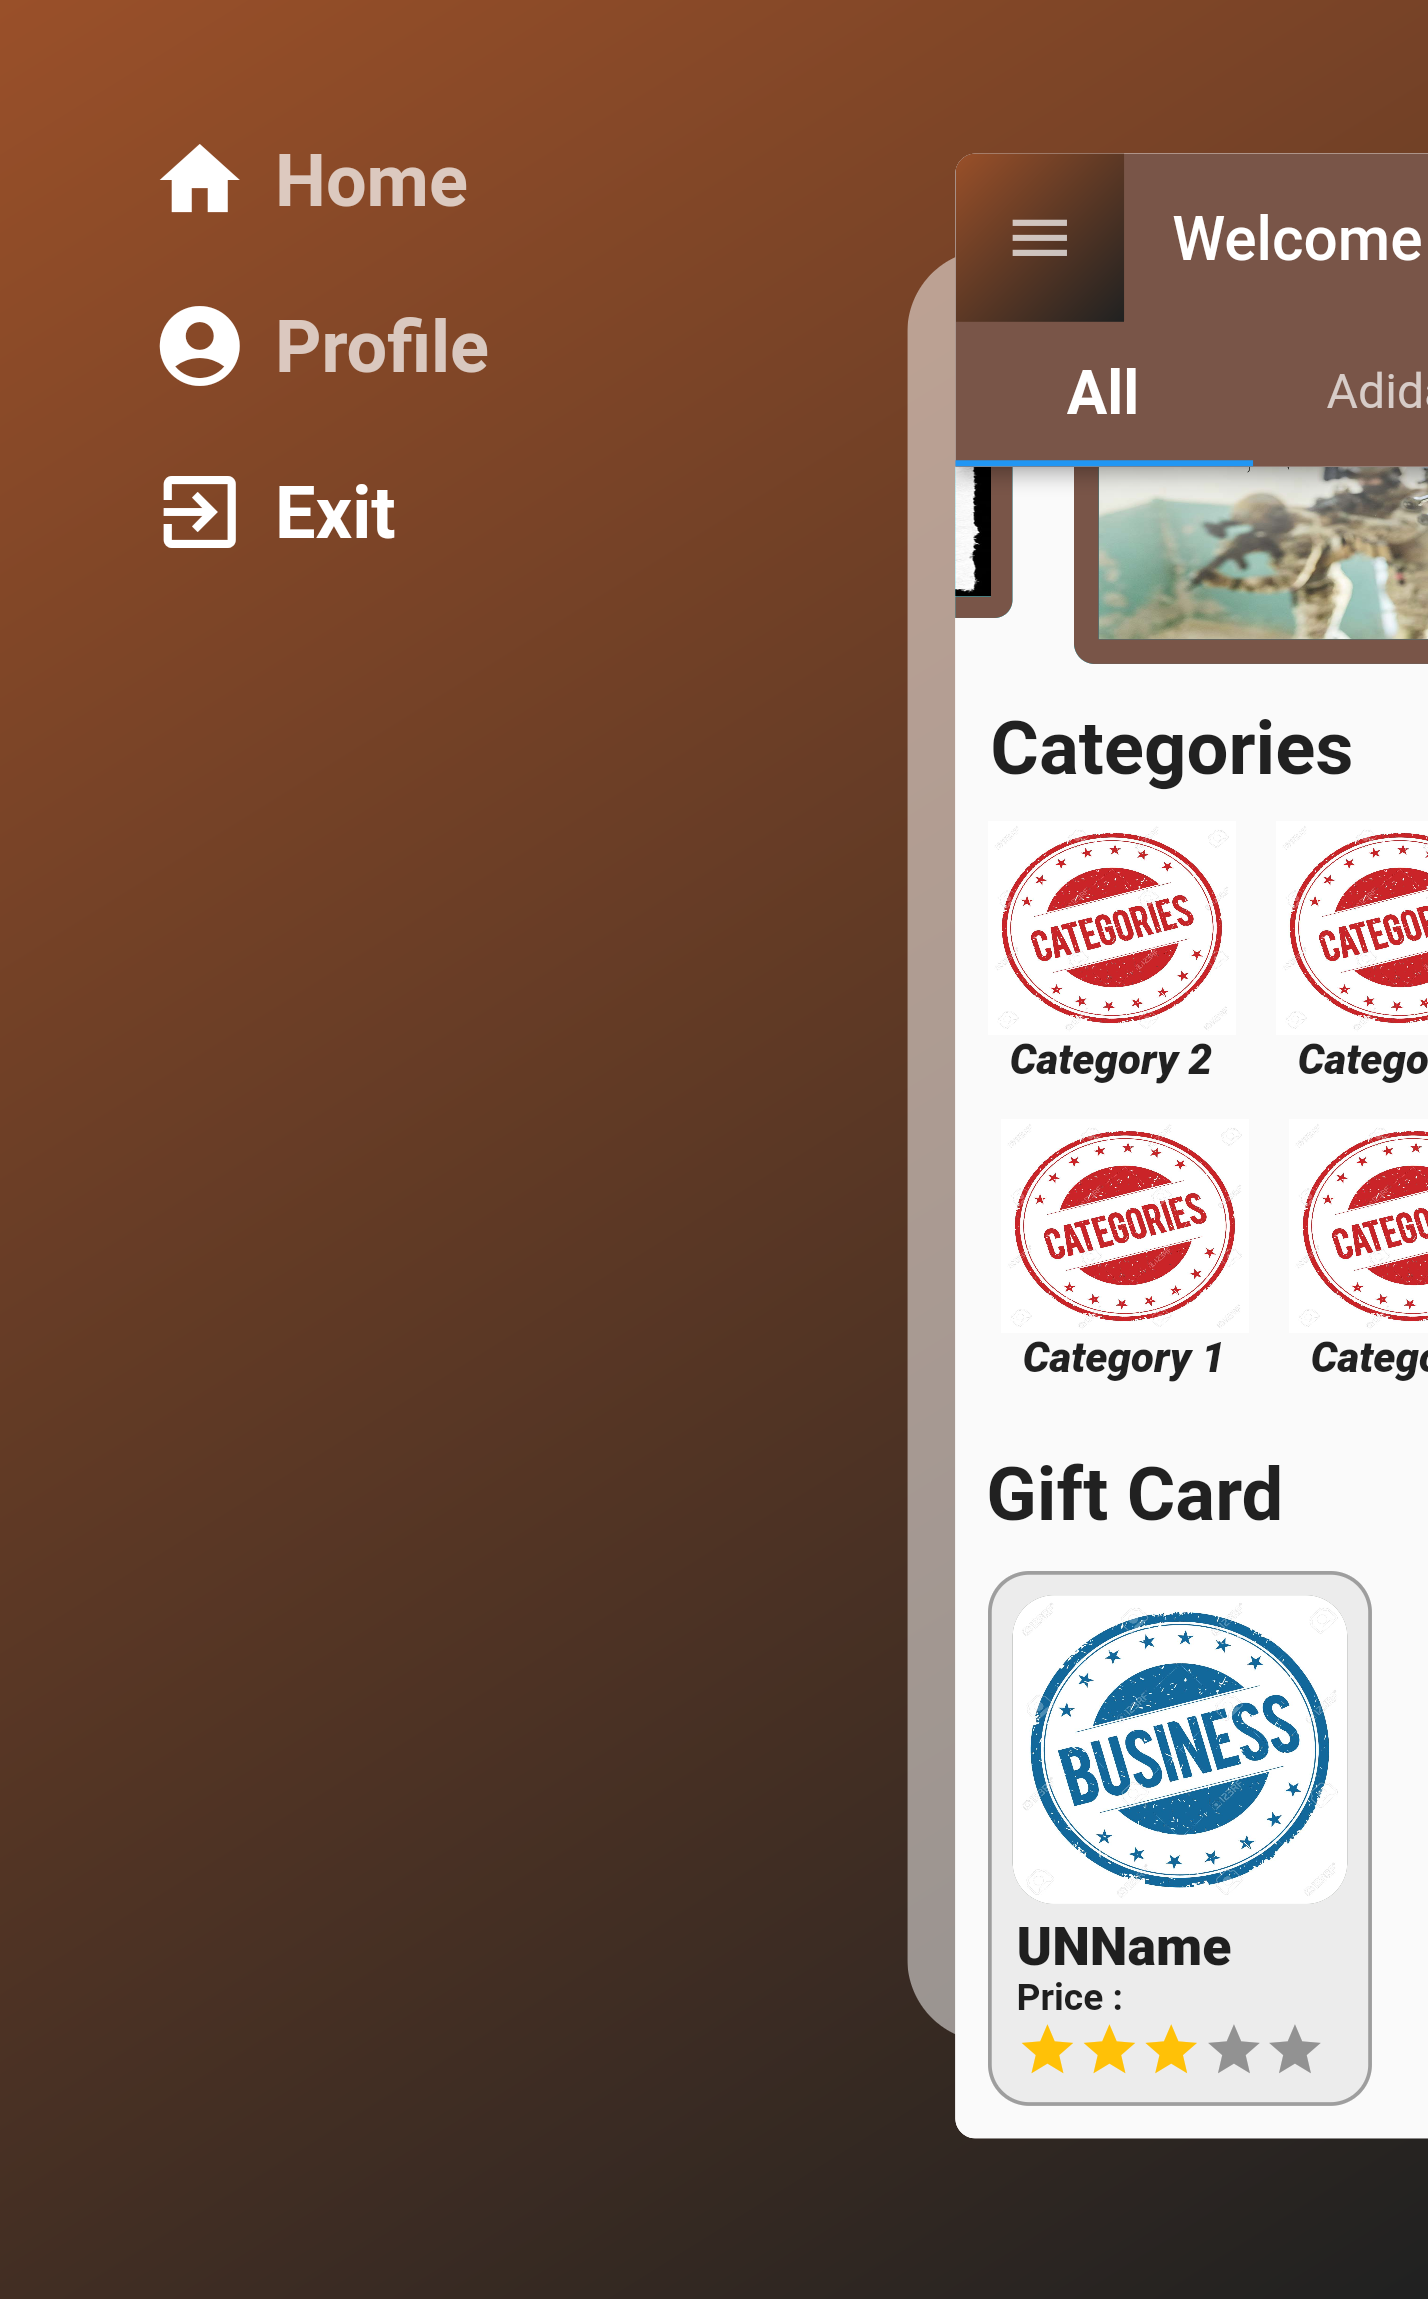 Home
Profile
Exit
Welcome
All
Adid
Categories
CATEGORIES
CATEGOR
Category 2
Catego
CATEGORIES
CATEGO
Category 1
Catego
Gift Card
BUSINESS
UNName
Price :